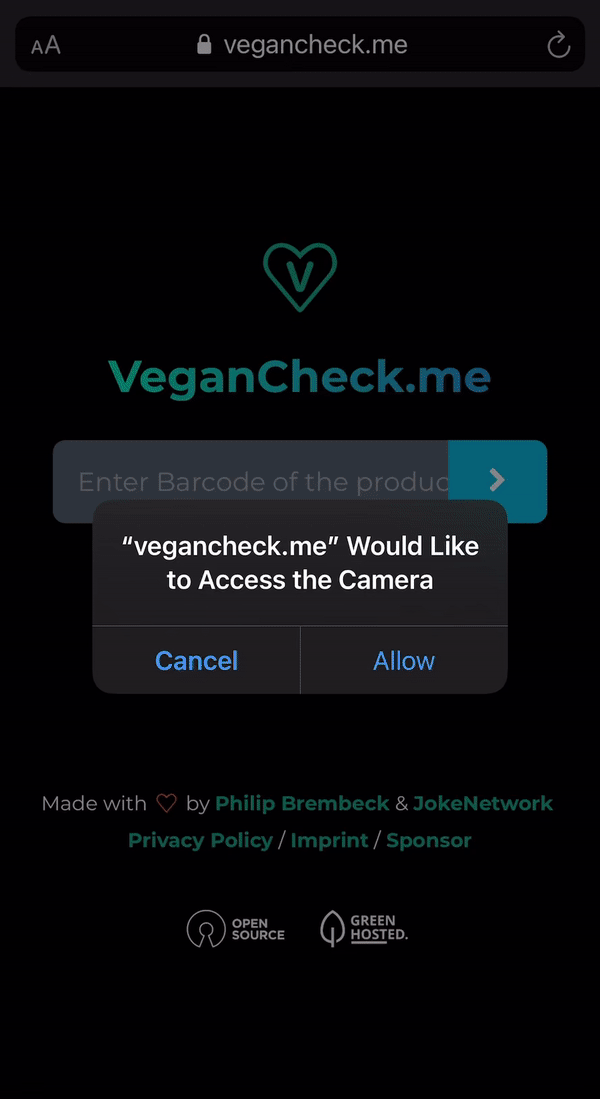 AA vegancheck.me
V
VeganCheck.me
Enter Barcode of the produc
“vegancheck.me” Would Like
to Access the Camera
Cancel Allow
Made with by Philip Brembeck & JokeNetwork
Privacy Policy / Imprint / Sponsor
OPEN
SOURCE
GREEN
HOSTED.